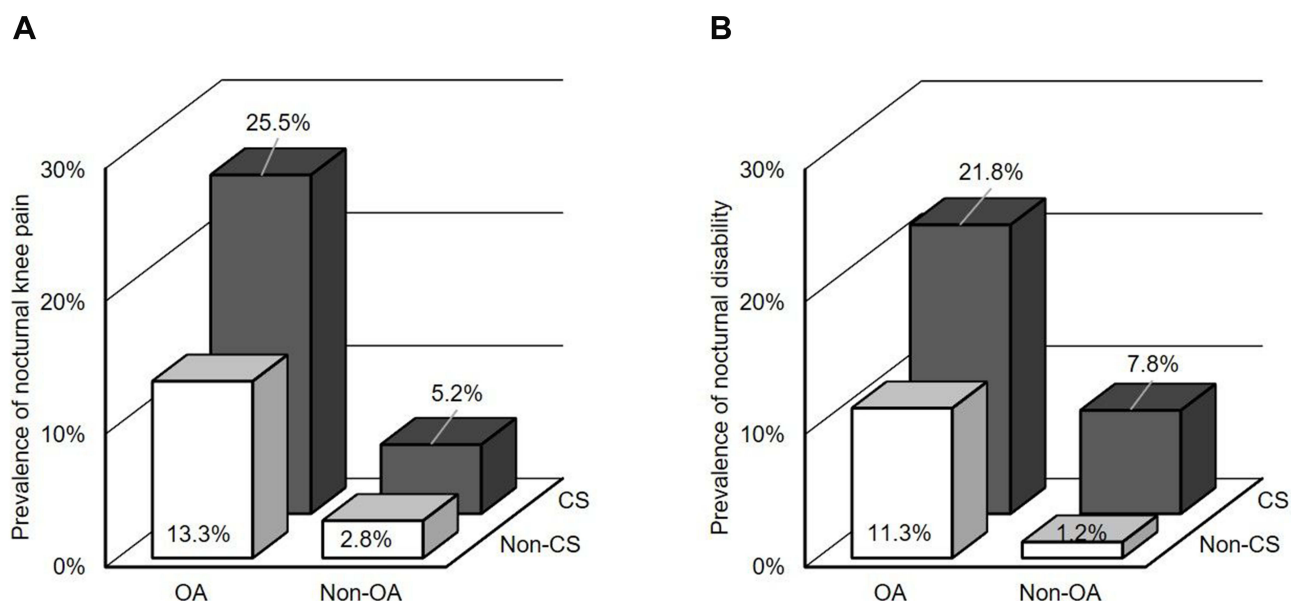 A
Prevalence of nocturnal knee pain
30%
20%
10%
0%
25.5%
5.2%
13.3%
2.8%
CS
Non-CS
OA
Non-OA
B
Prevalence of nocturnal disability
30%
20%
10%
0%
21.8%
7.8%
11.3%
1.2%
CS
Non-CS
OA
Non-OA